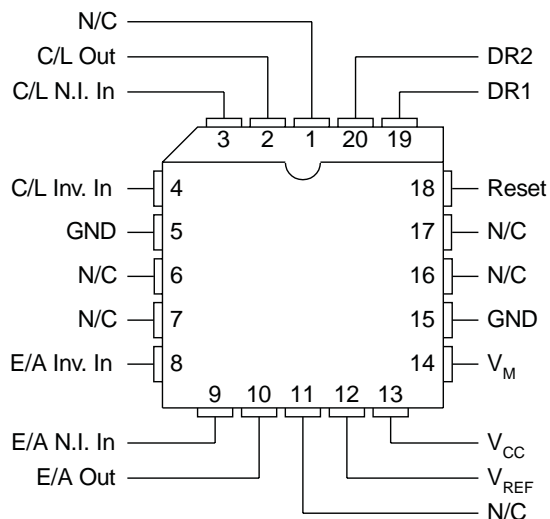 N/C
C/L Out
DR2
C/L N.I. In
DR1
3 2 1 20 19
C/L Inv. In 4 18 Reset
GND 5 17 N/C
N/C 6 16 N/C
N/C 7 15 GND
E/A Inv. In 8 14 V_M
9 10 11 12 13
E/A N.I. In V_CC
E/A Out V_REF
N/C